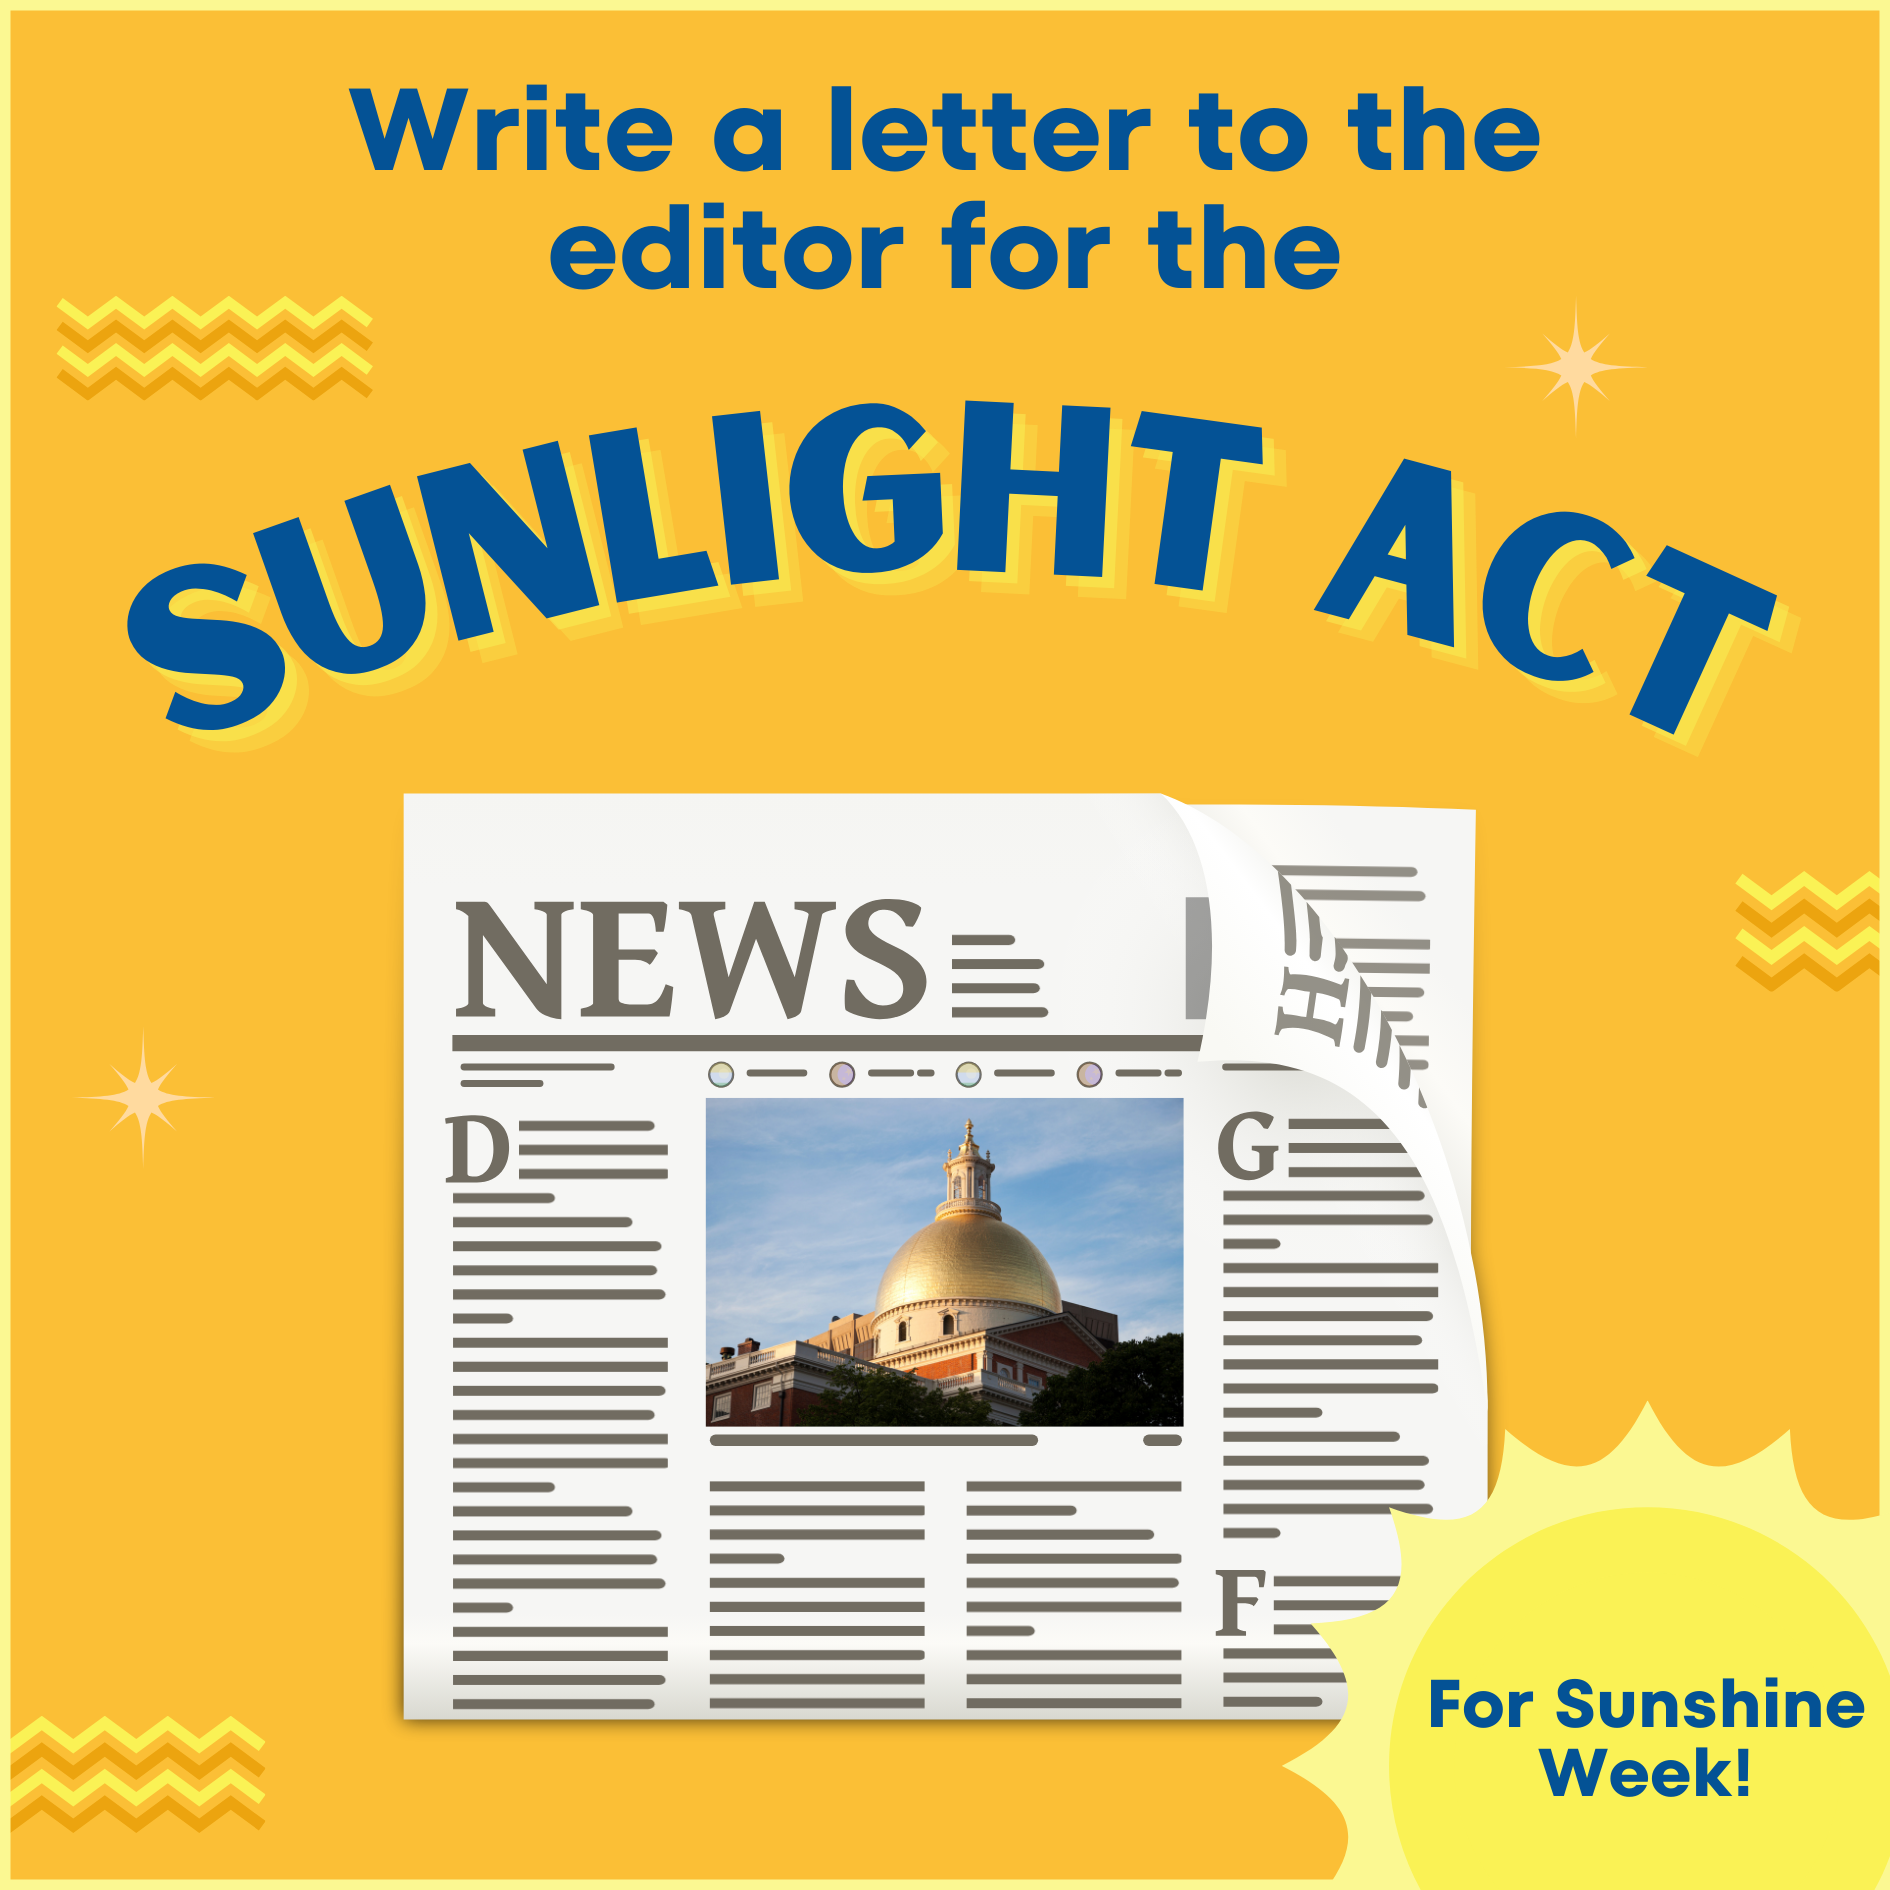 Write a letter to the
editor for the
SUNLIGHT ACT
NEWS
H
D
G
F
For Sunshine
Week!